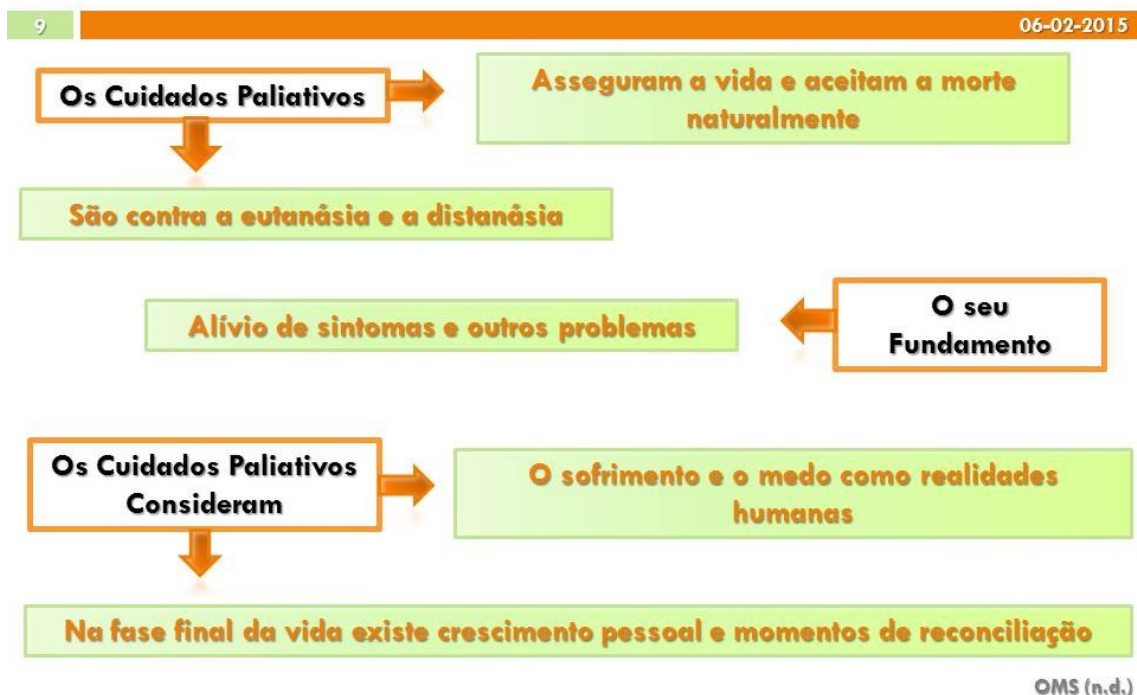 9
06-02-2015
Os Cuidados Paliativos
Asseguram a vida e aceitam a morte
naturalmente
São contra a eutanásia e a distanásia
O seu
Fundamento
Alívio de sintomas e outros problemas
Os Cuidados Paliativos
Consideram
O sofrimento e o medo como realidades
humanas
Na fase final da vida existe crescimento pessoal e momentos de reconciliação
OMS (n.d.)